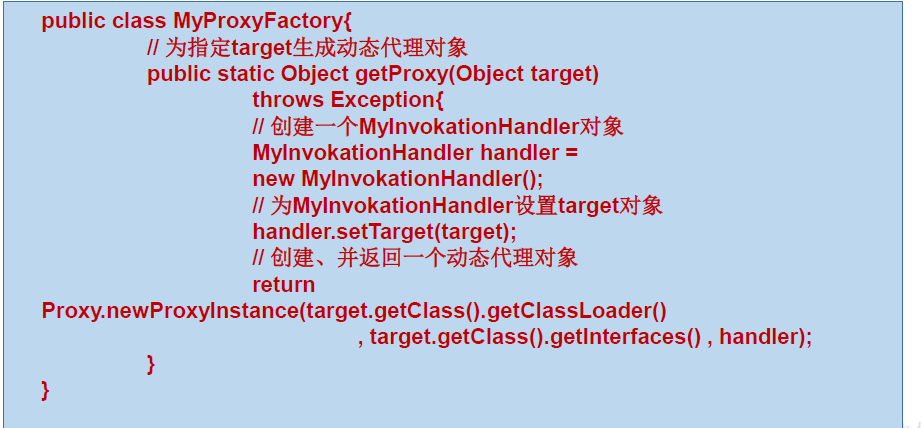 public class MyProxyFactory{
// 为指定target生成动态代理对象
public static Object getProxy(Object target)
throws Exception{
// 创建一个MyInvokationHandler对象
MyInvokationHandler handler =
new MyInvokationHandler();
// 为MyInvokationHandler设置target对象
handler.setTarget(target);
// 创建、并返回一个动态代理对象
return
Proxy.newProxyInstance(target.getClass().getClassLoader()
, target.getClass().getInterfaces() , handler);
}
}